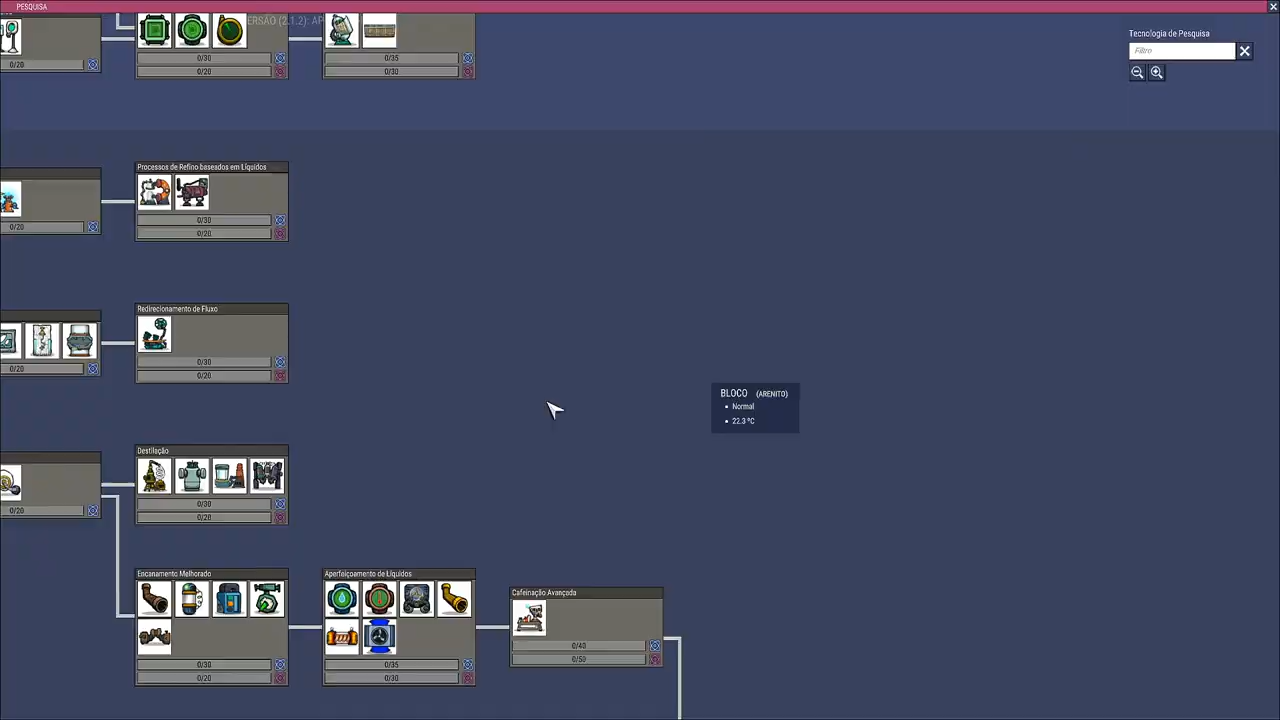 PESQUISA
ERSÃO (2.1.2): AP
Tecnologia de Pesquisa
Filtro
0/20
0/30
0/20
0/35
0/30
Processos de Refino baseados em Líquidos
0/20
0/30
0/20
Redirecionamento de Fluxo
0/20
0/30
0/20
BLOCO (ARENITO)
• Normal
• 22.3 ºC
Destilação
0/20
0/30
0/20
Encanamento Melhorado
0/30
0/20
Aperfeiçoamento de Líquidos
0/35
0/30
Cafeinação Avançada
0/40
0/50